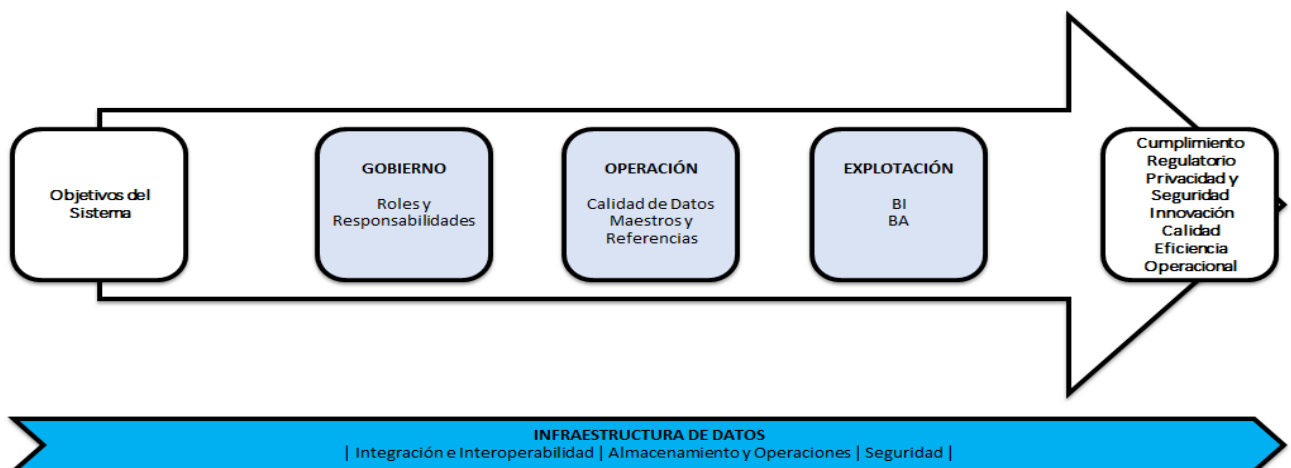 Objetivos del
Sistema
GOBIERNO
Roles y
Responsabilidades
OPERACIÓN
Calidad de Datos
Maestros y
Referencias
EXPLOTACIÓN
BI
BA
Cumplimiento
Regulatorio
Privacidad y
Seguridad
Innovación
Calidad
Eficiencia
Operacional
INFRAESTRUCTURA DE DATOS
| Integración e Interoperabilidad | Almacenamiento y Operaciones | Seguridad |